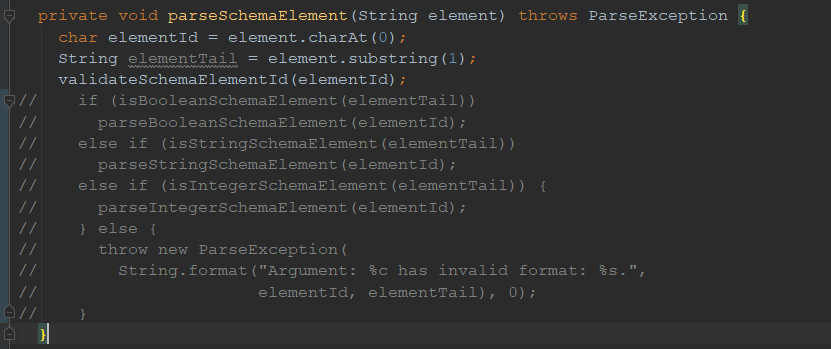 private void parseSchemaElement(String element) throws ParseException {
  char elementId = element.charAt(0);
  String elementTail = element.substring(1);
  validateSchemaElementId(elementId);
//    if (isBooleanSchemaElement(elementTail))
//      parseBooleanSchemaElement(elementId);
//    else if (isStringSchemaElement(elementTail))
//      parseStringSchemaElement(elementId);
//    else if (isIntegerSchemaElement(elementTail)) {
//      parseIntegerSchemaElement(elementId);
//    } else {
//      throw new ParseException(
//        String.format("Argument: %c has invalid format: %s.",
//                      elementId, elementTail), 0);
//    }
}